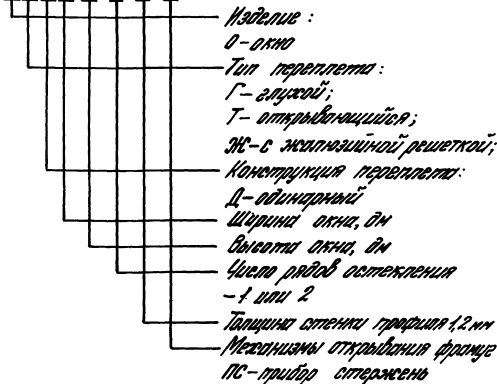 Изделие:
О-окно
Тип переплета:
Г-глухой;
Т-открывающийся;
Ж-с жалюзийной решеткой;
Конструкция переплета:
Д-одинарный
Ширина окна, дм
Высота окна, дм
Число рядов остекления
-1 или 2
Толщина стенки профиля 1,2 мм
Механизмы открывания фрамуг
ПС-прибор стержень